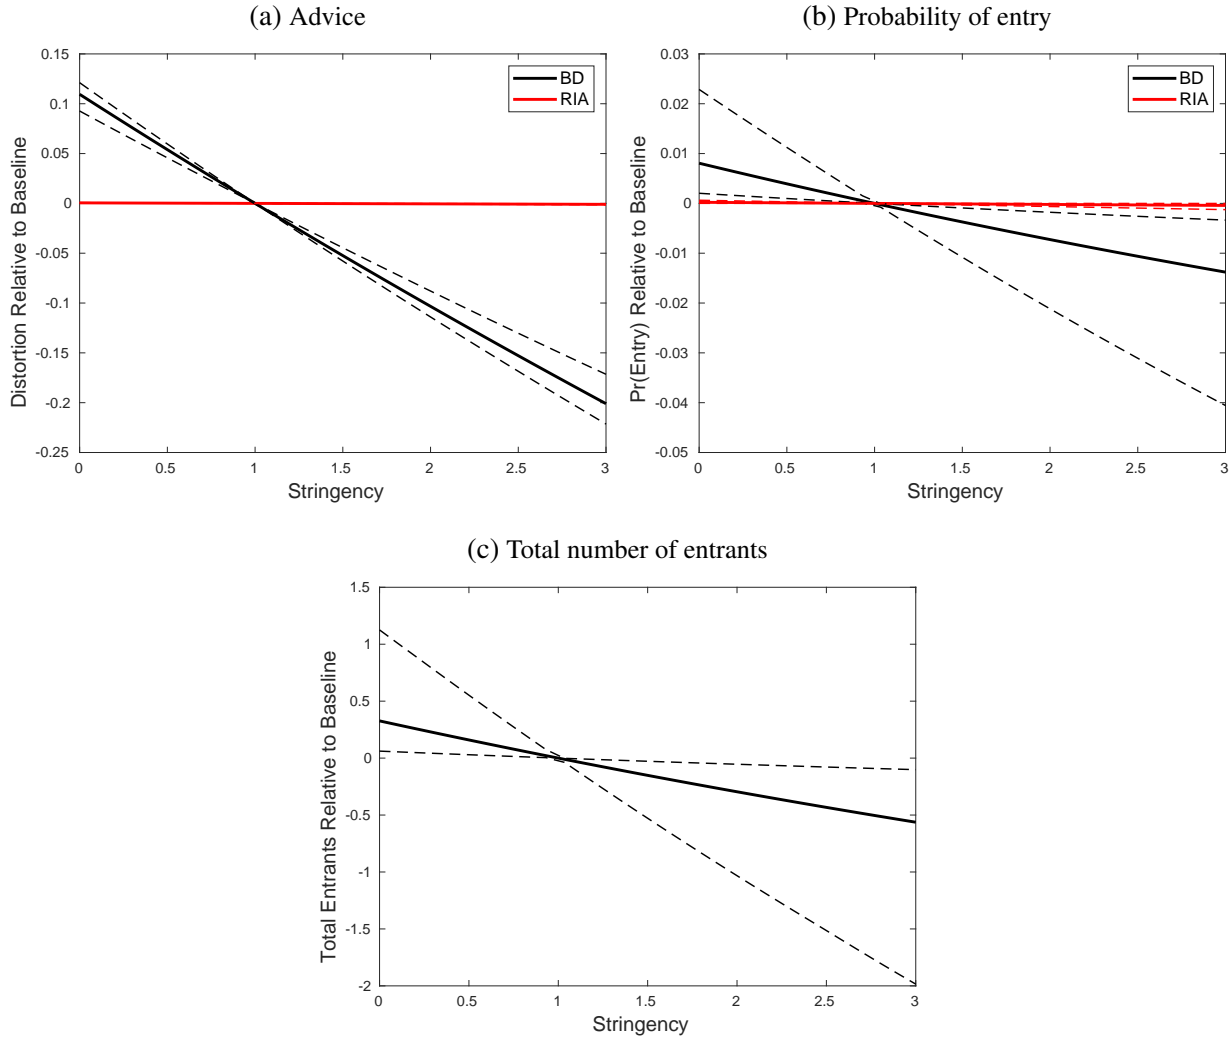 (a) Advice
(b) Probability of entry
0.15
0.1
0.05
0
-0.05
-0.1
-0.15
-0.2
-0.25
Distortion Relative to Baseline
BD
RIA
0 0.5 1 1.5 2 2.5 3
Stringency
0.03
0.02
0.01
0
-0.01
-0.02
-0.03
-0.04
-0.05
Pr(Entry) Relative to Baseline
BD
RIA
0 0.5 1 1.5 2 2.5 3
Stringency
(c) Total number of entrants
1.5
1
0.5
0
-0.5
-1
-1.5
-2
Total Entrants Relative to Baseline
0 0.5 1 1.5 2 2.5 3
Stringency